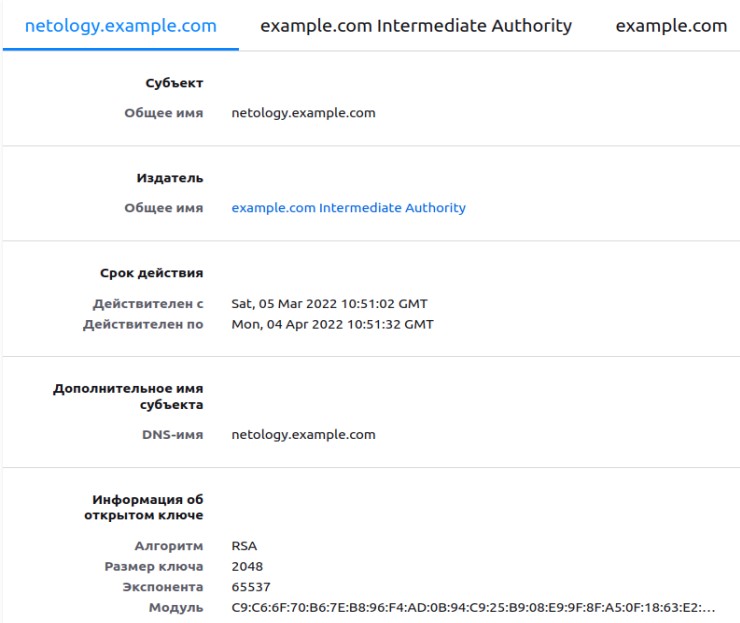 netology.example.com example.com Intermediate Authority example.com
Субъект
Общее имя netology.example.com
Издатель
Общее имя example.com Intermediate Authority
Срок действия
Действителен с Sat, 05 Mar 2022 10:51:02 GMT
Действителен по Mon, 04 Apr 2022 10:51:32 GMT
Дополнительное имя
субъекта
DNS-имя netology.example.com
Информация об
открытом ключе
Алгоритм RSA
Размер ключа 2048
Экспонента 65537
Модуль C9:C6:6F:70:B6:7E:B8:96:F4:AD:0B:94:C9:25:B9:08:E9:9F:8F:A5:0F:18:63:E2:…